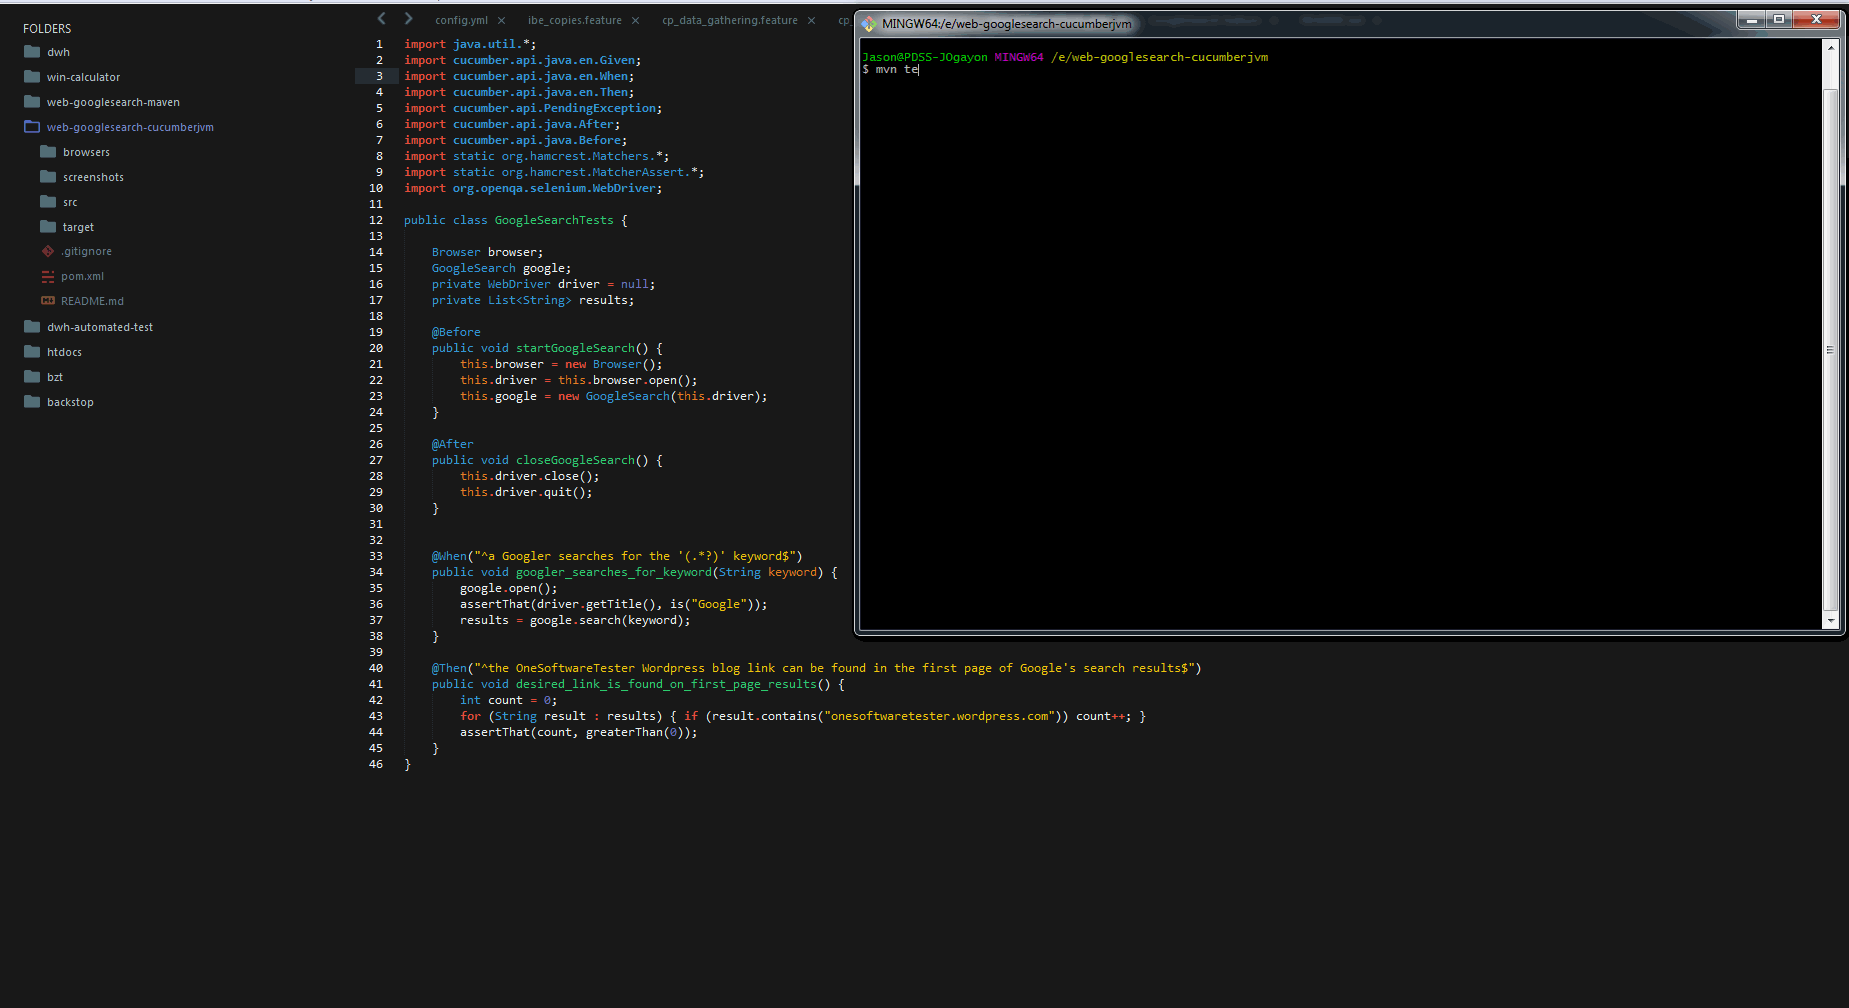 FOLDERS
dwh
win-calculator
web-googlesearch-maven
web-googlesearch-cucumberjvm
browsers
screenshots
src
target
.gitignore
pom.xml
README.md
dwh-automated-test
htdocs
bzt
backstop
config.yml × ibe_copies.feature × cp_data_gathering.feature × cp_
1 import java.util.*;
2 import cucumber.api.java.en.Given;
3 import cucumber.api.java.en.When;
4 import cucumber.api.java.en.Then;
5 import cucumber.api.PendingException;
6 import cucumber.api.java.After;
7 import cucumber.api.java.Before;
8 import static org.hamcrest.Matchers.*;
9 import static org.hamcrest.MatcherAssert.*;
10 import org.openqa.selenium.WebDriver;
11
12 public class GoogleSearchTests {
13
14     Browser browser;
15     GoogleSearch google;
16     private WebDriver driver = null;
17     private List<String> results;
18
19     @Before
20     public void startGoogleSearch() {
21         this.browser = new Browser();
22         this.driver = this.browser.open();
23         this.google = new GoogleSearch(this.driver);
24     }
25
26     @After
27     public void closeGoogleSearch() {
28         this.driver.close();
29         this.driver.quit();
30     }
31
32
33     @When("^a Googler searches for the '(.*?)' keyword$")
34     public void googler_searches_for_keyword(String keyword) {
35         google.open();
36         assertThat(driver.getTitle(), is("Google"));
37         results = google.search(keyword);
38     }
39
40     @Then("^the OneSoftwareTester Wordpress blog link can be found in the first page of Google's search results$")
41     public void desired_link_is_found_on_first_page_results() {
42         int count = 0;
43         for (String result : results) { if (result.contains("onesoftwaretester.wordpress.com")) count++; }
44         assertThat(count, greaterThan(0));
45     }
46 }
MINGW64:/e/web-googlesearch-cucumberjvm
Jason@PDSS-JOgayon MINGW64 /e/web-googlesearch-cucumberjvm
$ mvn te